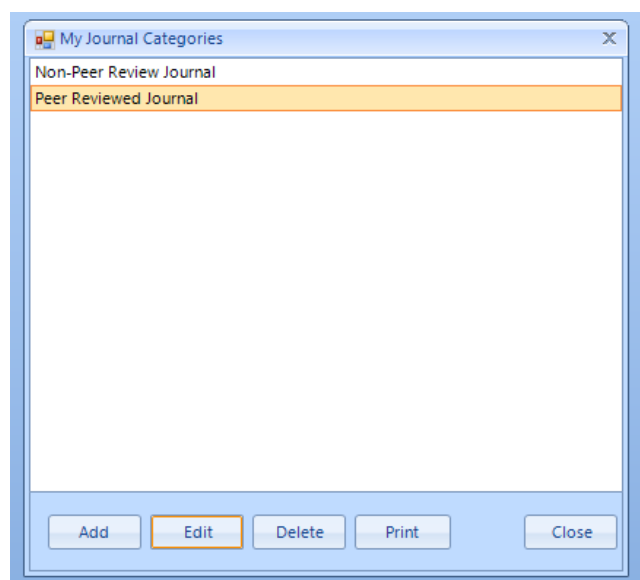 My Journal Categories
Non-Peer Review Journal
Peer Reviewed Journal
Add Edit Delete Print Close